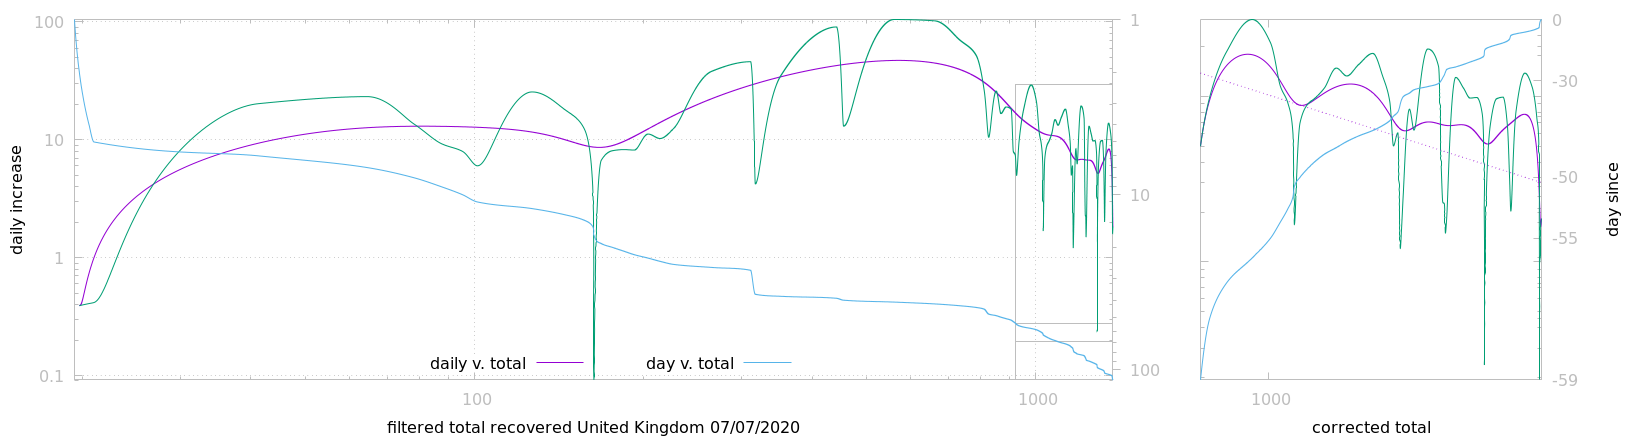 100
10
1
0.1
daily increase
daily v. total
day v. total
100
1000
filtered total recovered United Kingdom 07/07/2020
1
10
100
0
-30
-50
-55
-59
day since
1000
corrected total